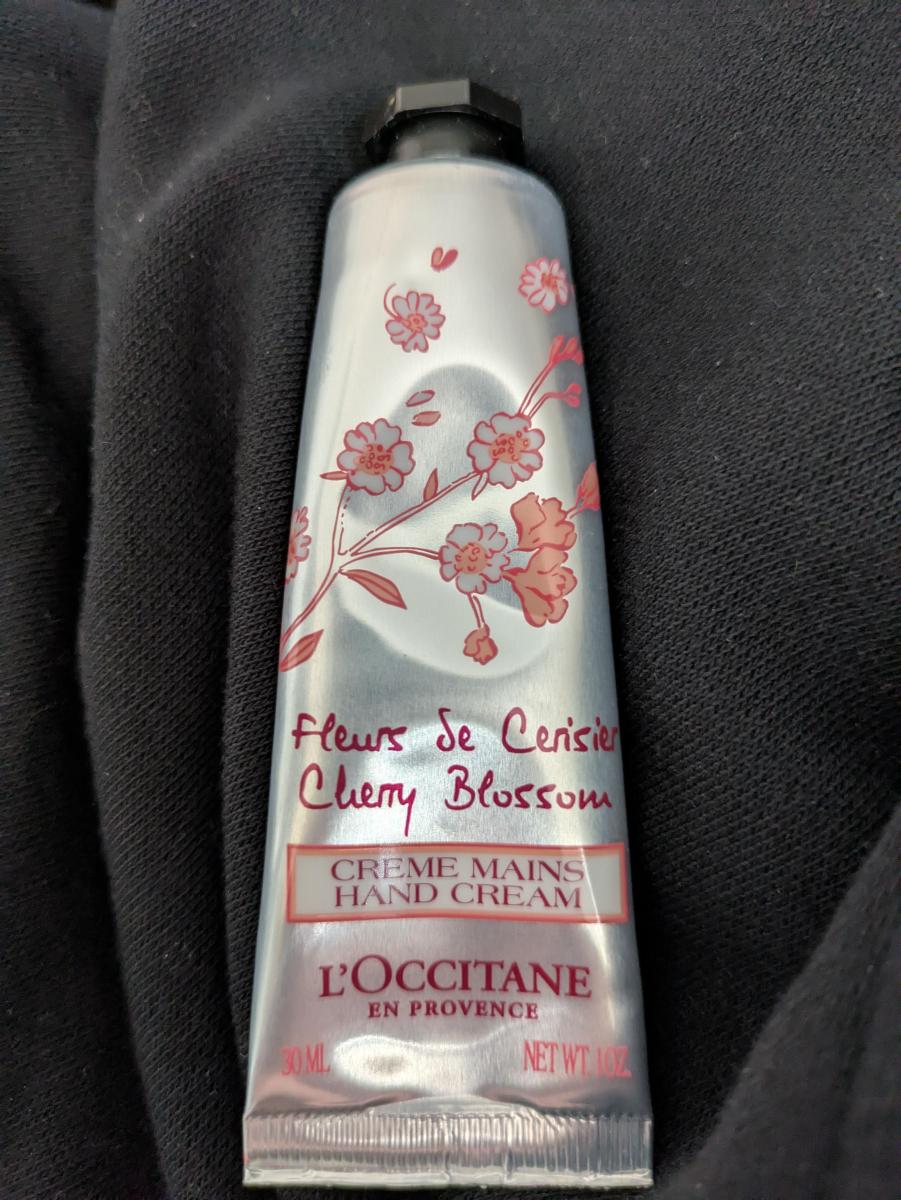 Fleurs de Cerisier
Cherry Blossom
CREME MAINS
HAND CREAM
L'OCCITANE
EN PROVENCE
30 ML NET WT. 1 OZ.